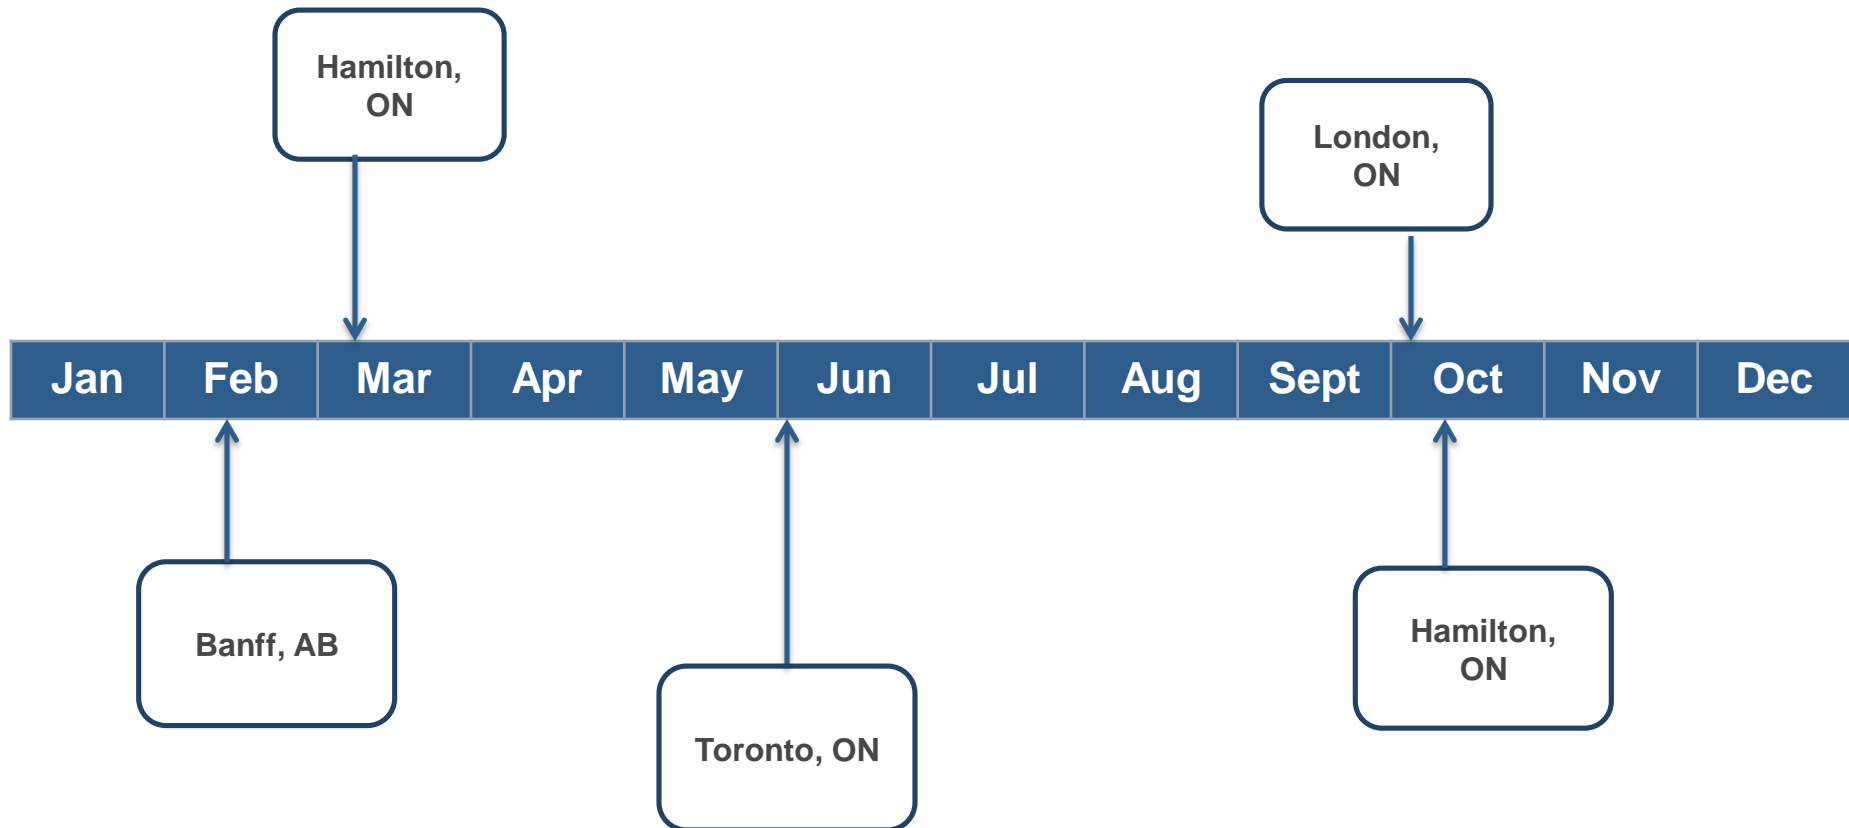 Hamilton,
ON
London,
ON
Jan Feb Mar Apr May Jun Jul Aug Sept Oct Nov Dec
Banff, AB
Toronto, ON
Hamilton,
ON